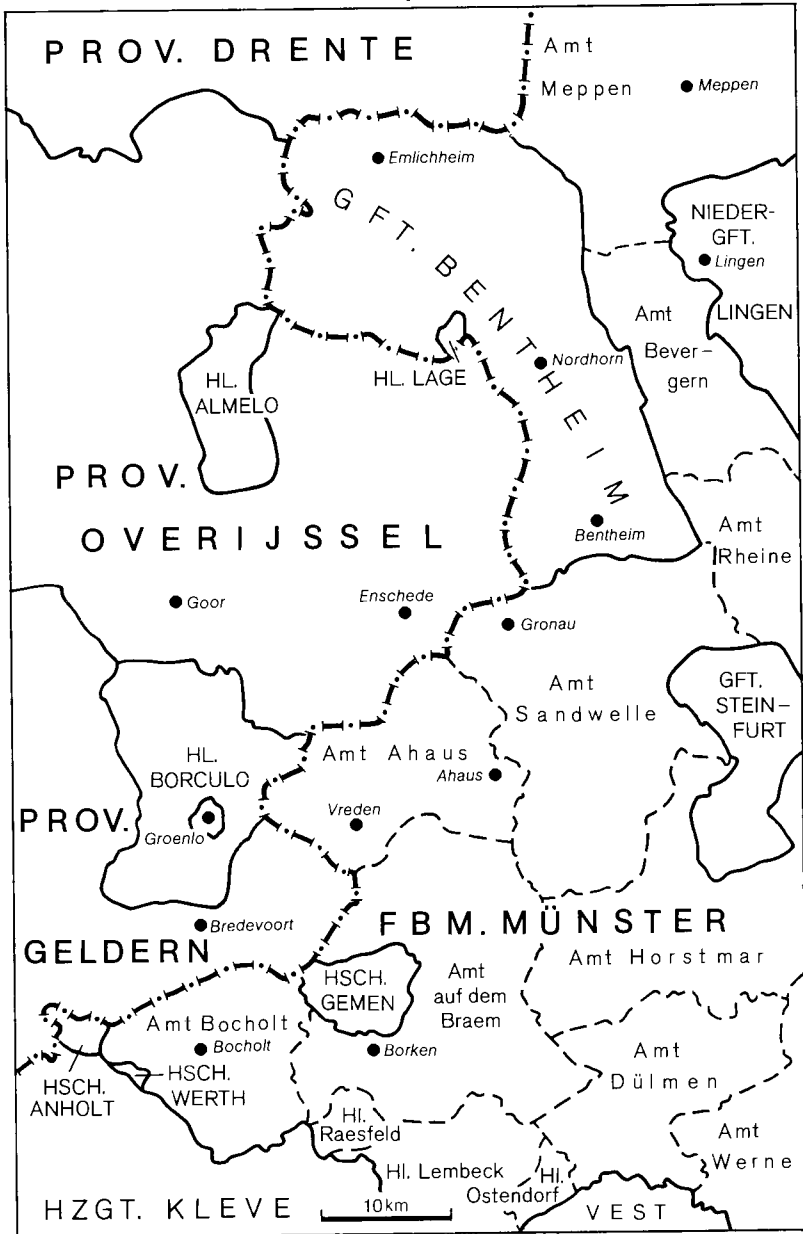 PROV. DRENTE
Amt
Meppen
Meppen
Emlichheim
GFT. BENTHEIM
NIEDER-
GFT.
Lingen
LINGEN
Amt
Bever-
gern
HL.
ALMELO
HL. LAGE
Nordhorn
PROV.
OVERIJSSEL
Bentheim
Amt
Rheine
Goor
Enschede
Gronau
Amt
Sandwelle
GFT.
STEIN-
FURT
HL.
BORCULO
Amt Ahaus
Ahaus
PROV.
Groenlo
Vreden
Bredevoort
GELDERN
FBM. MÜNSTER
HSCH.
GEMEN
Amt
auf dem
Braem
Amt Horstmar
Amt Bocholt
Bocholt
Borken
HSCH.
ANHOLT
HSCH.
WERTH
Amt
Dülmen
Hl.
Raesfeld
Amt
Werne
Hl. Lembeck
Hl.
Ostendorf
HZGT. KLEVE
10km
VEST